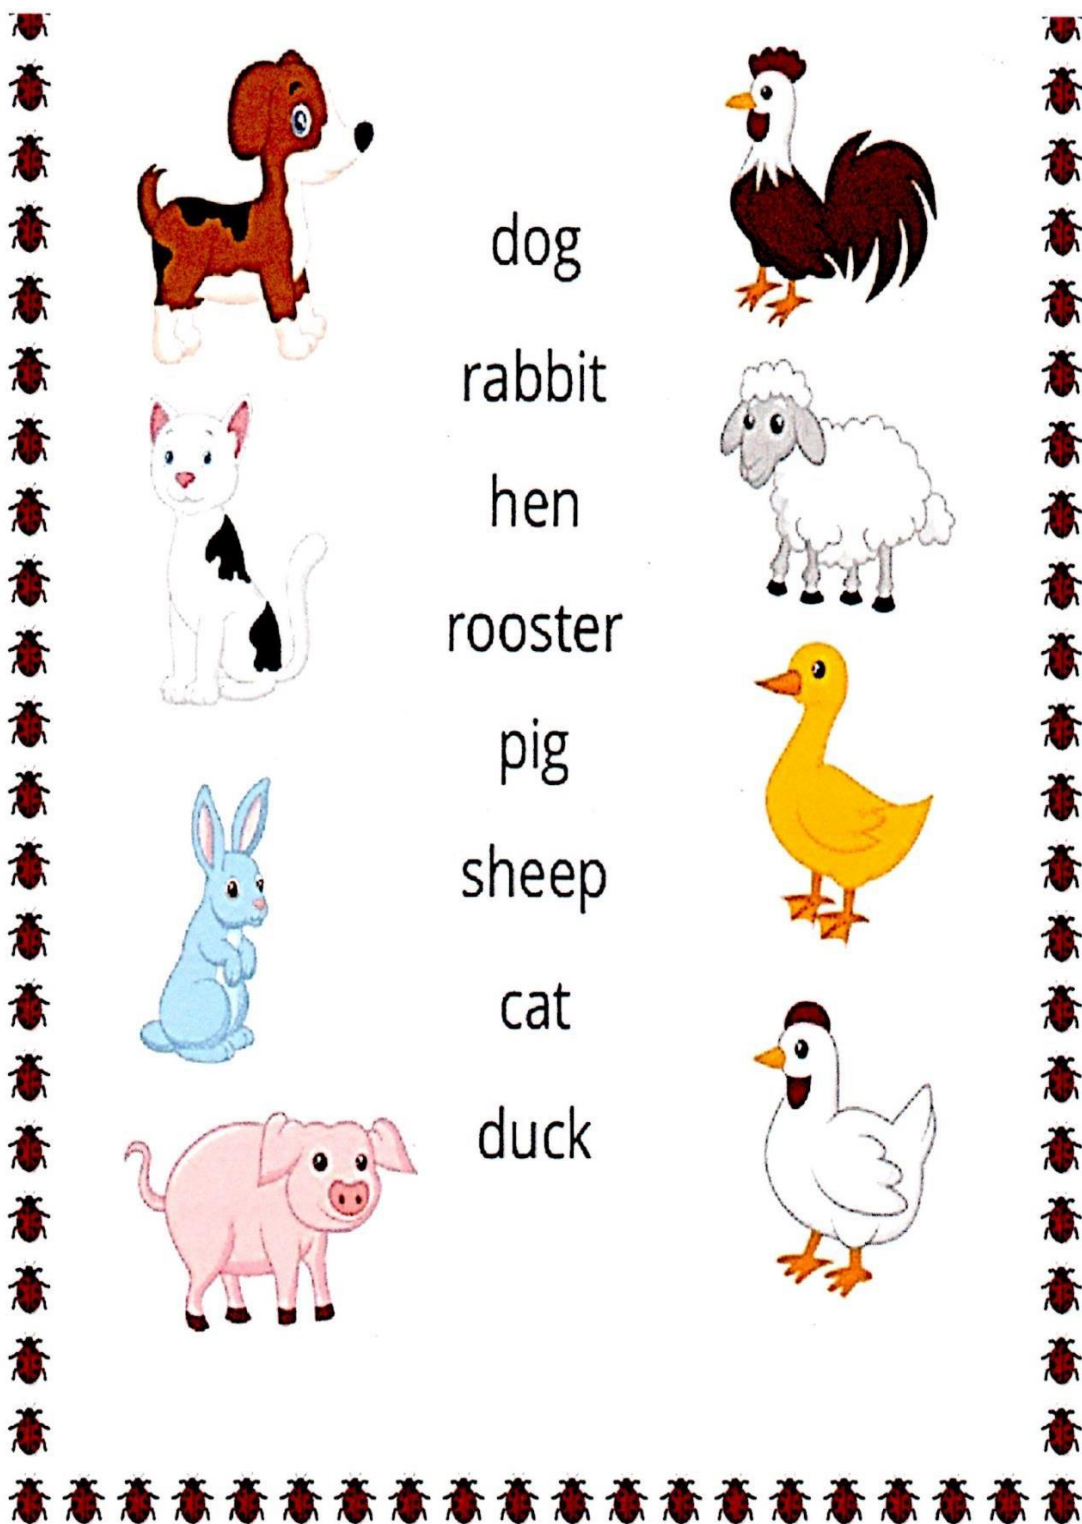 dog
rabbit
hen
rooster
pig
sheep
cat
duck